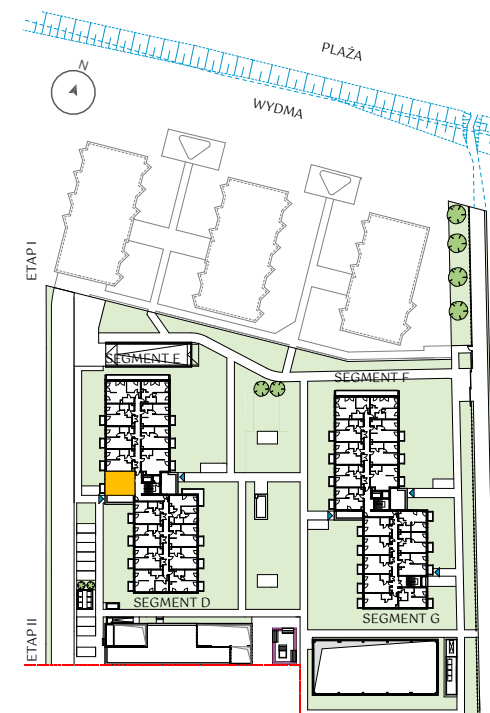 PLAŻA
N
WYDMA
ETAP I
SEGMENT E
SEGMENT F
SEGMENT D
SEGMENT G
ETAP II